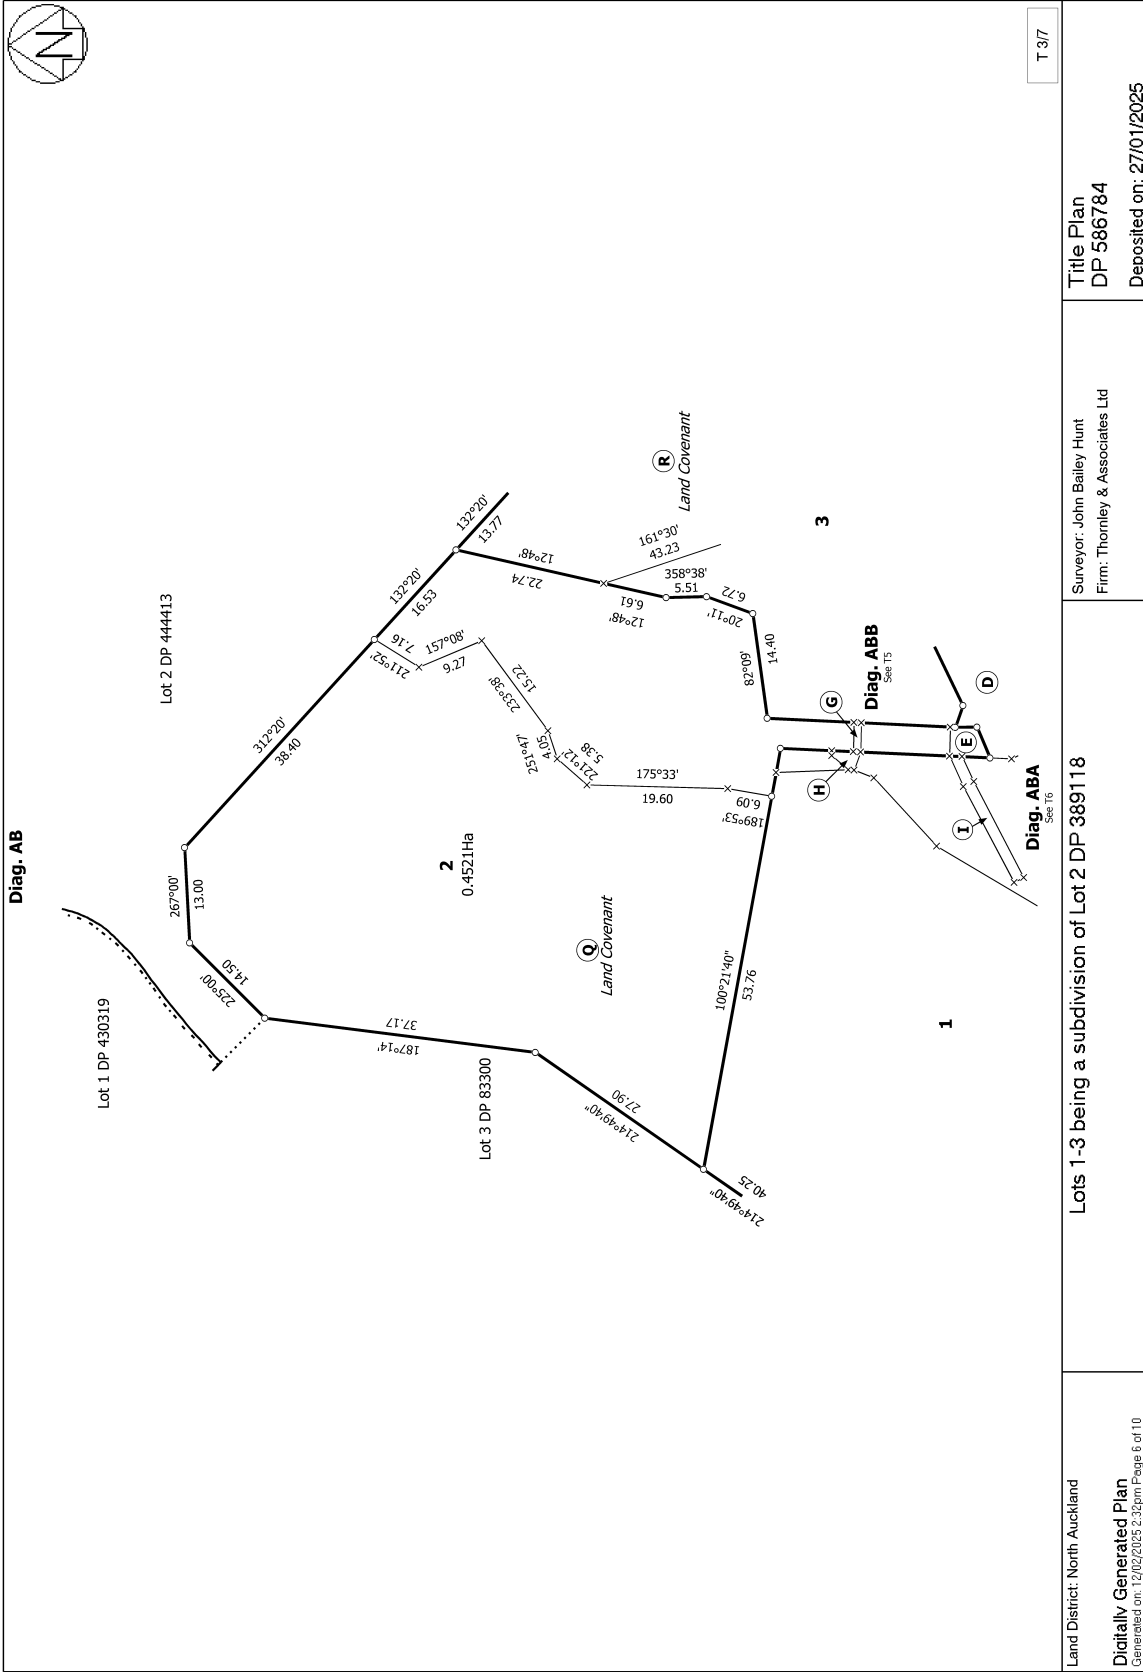 Diag. AB
N
T 3/7
Lot 1 DP 430319
Lot 2 DP 444413
Lot 3 DP 83300
225°00'
14.50
267°00'
13.00
312°20'
38.40
132°20'
16.53
132°20'
13.77
211°52'
7.16
157°08'
9.27
233°38'
15.22
251°47'
4.05
221°12'
5.38
175°33'
19.60
189°53'
6.09
12°48'
22.74
12°48'
6.61
161°30'
43.23
358°38'
5.51
20°11'
6.72
82°09'
14.40
187°14'
37.17
214°49'40"
27.90
214°49'40"
40.25
100°21'40"
53.76
2
0.4521Ha
Q
Land Covenant
R
Land Covenant
3
1
G
H
Diag. ABB
See T5
D
E
I
Diag. ABA
See T6
Land District: North Auckland
Digitally Generated Plan
Generated on: 12/02/2025 2:32pm Page 6 of 10
Lots 1-3 being a subdivision of Lot 2 DP 389118
Surveyor: John Bailey Hunt
Firm: Thornley & Associates Ltd
Title Plan
DP 586784
Deposited on: 27/01/2025